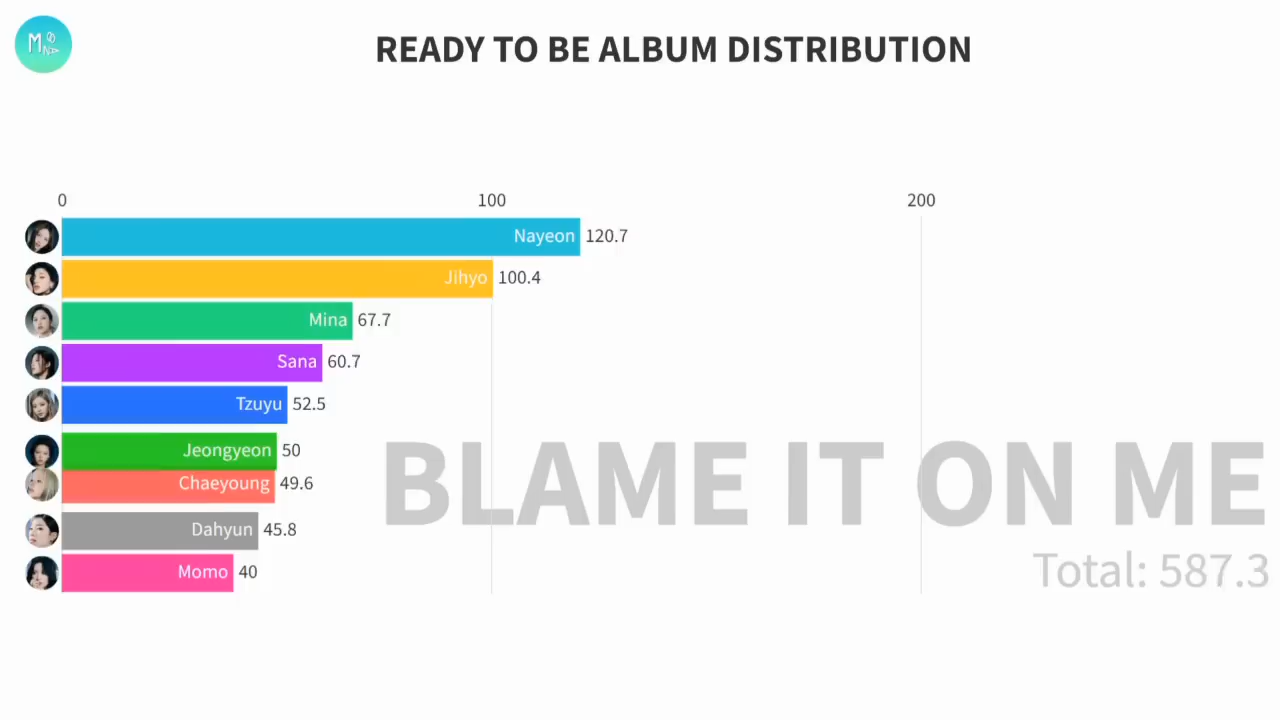 MOONA
READY TO BE ALBUM DISTRIBUTION
0 100 200
Nayeon 120.7
Jihyo 100.4
Mina 67.7
Sana 60.7
Tzuyu 52.5
Jeongyeon 50
Chaeyoung 49.6
BLAME IT ON ME
Dahyun 45.8
Momo 40
Total: 587.3